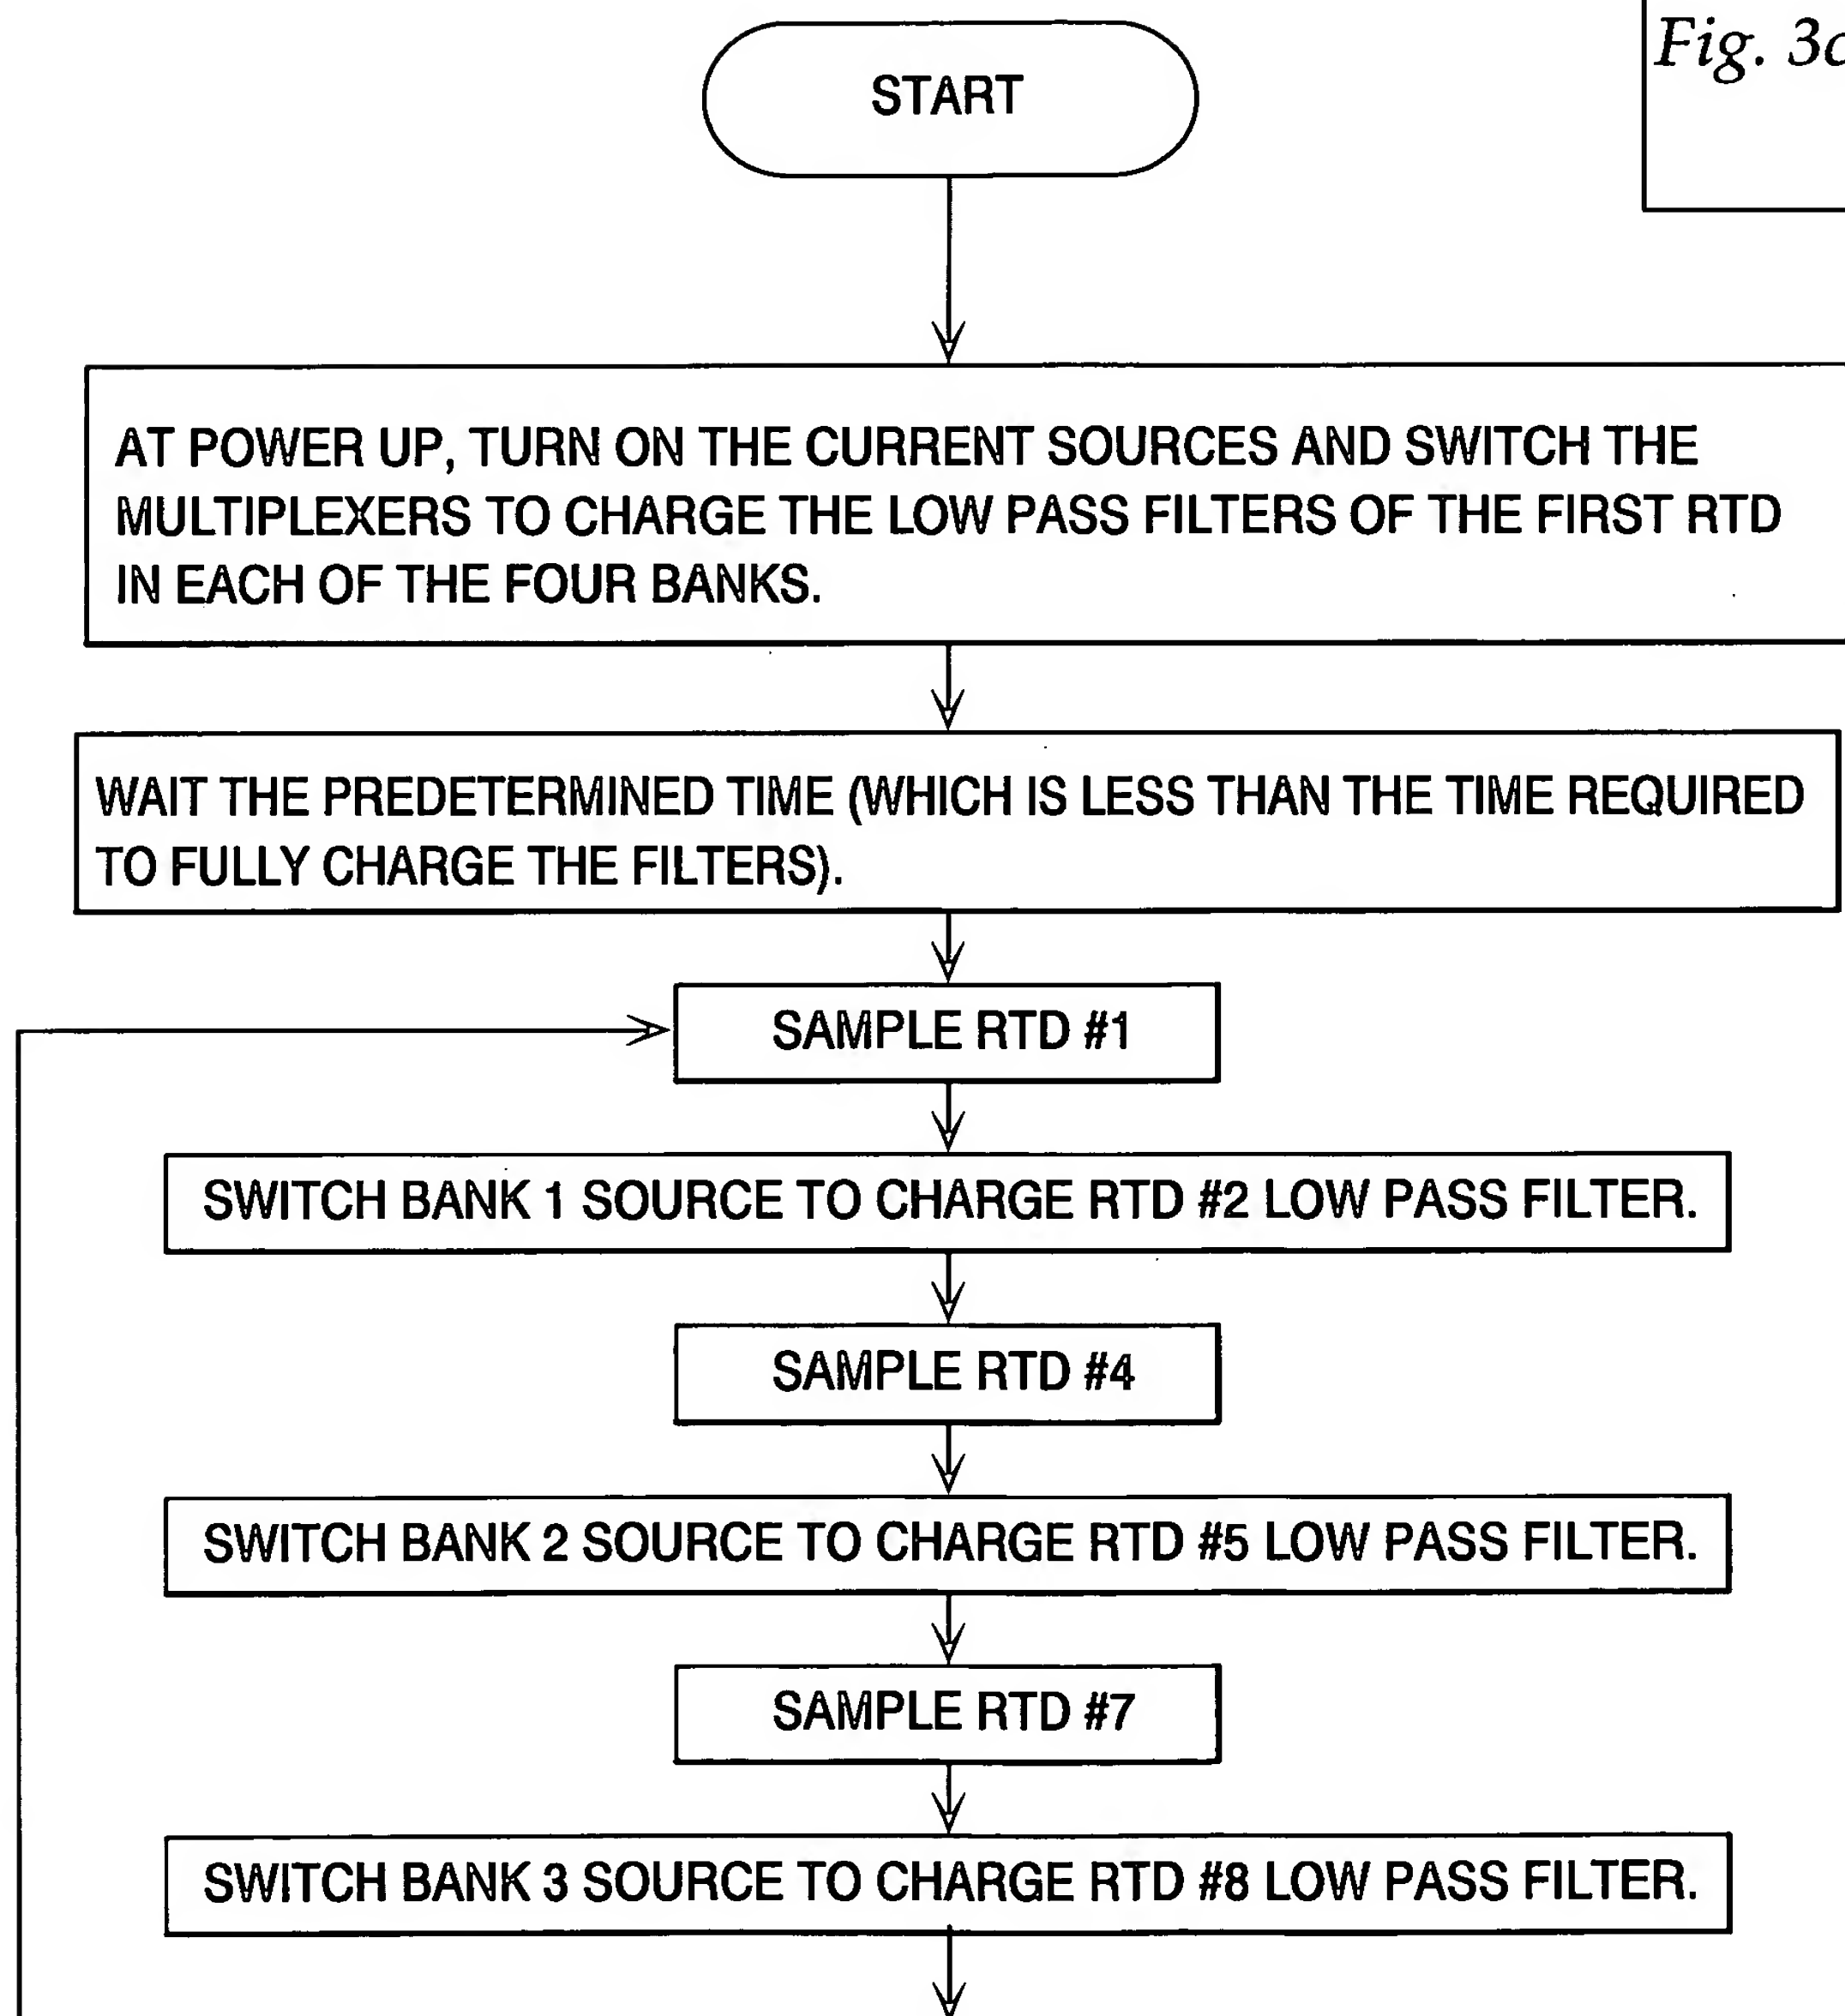 Fig. 3
START
AT POWER UP, TURN ON THE CURRENT SOURCES AND SWITCH THE
MULTIPLEXERS TO CHARGE THE LOW PASS FILTERS OF THE FIRST RTD
IN EACH OF THE FOUR BANKS.
WAIT THE PREDETERMINED TIME (WHICH IS LESS THAN THE TIME REQUIRED
TO FULLY CHARGE THE FILTERS).
SAMPLE RTD #1
SWITCH BANK 1 SOURCE TO CHARGE RTD #2 LOW PASS FILTER.
SAMPLE RTD #4
SWITCH BANK 2 SOURCE TO CHARGE RTD #5 LOW PASS FILTER.
SAMPLE RTD #7
SWITCH BANK 3 SOURCE TO CHARGE RTD #8 LOW PASS FILTER.